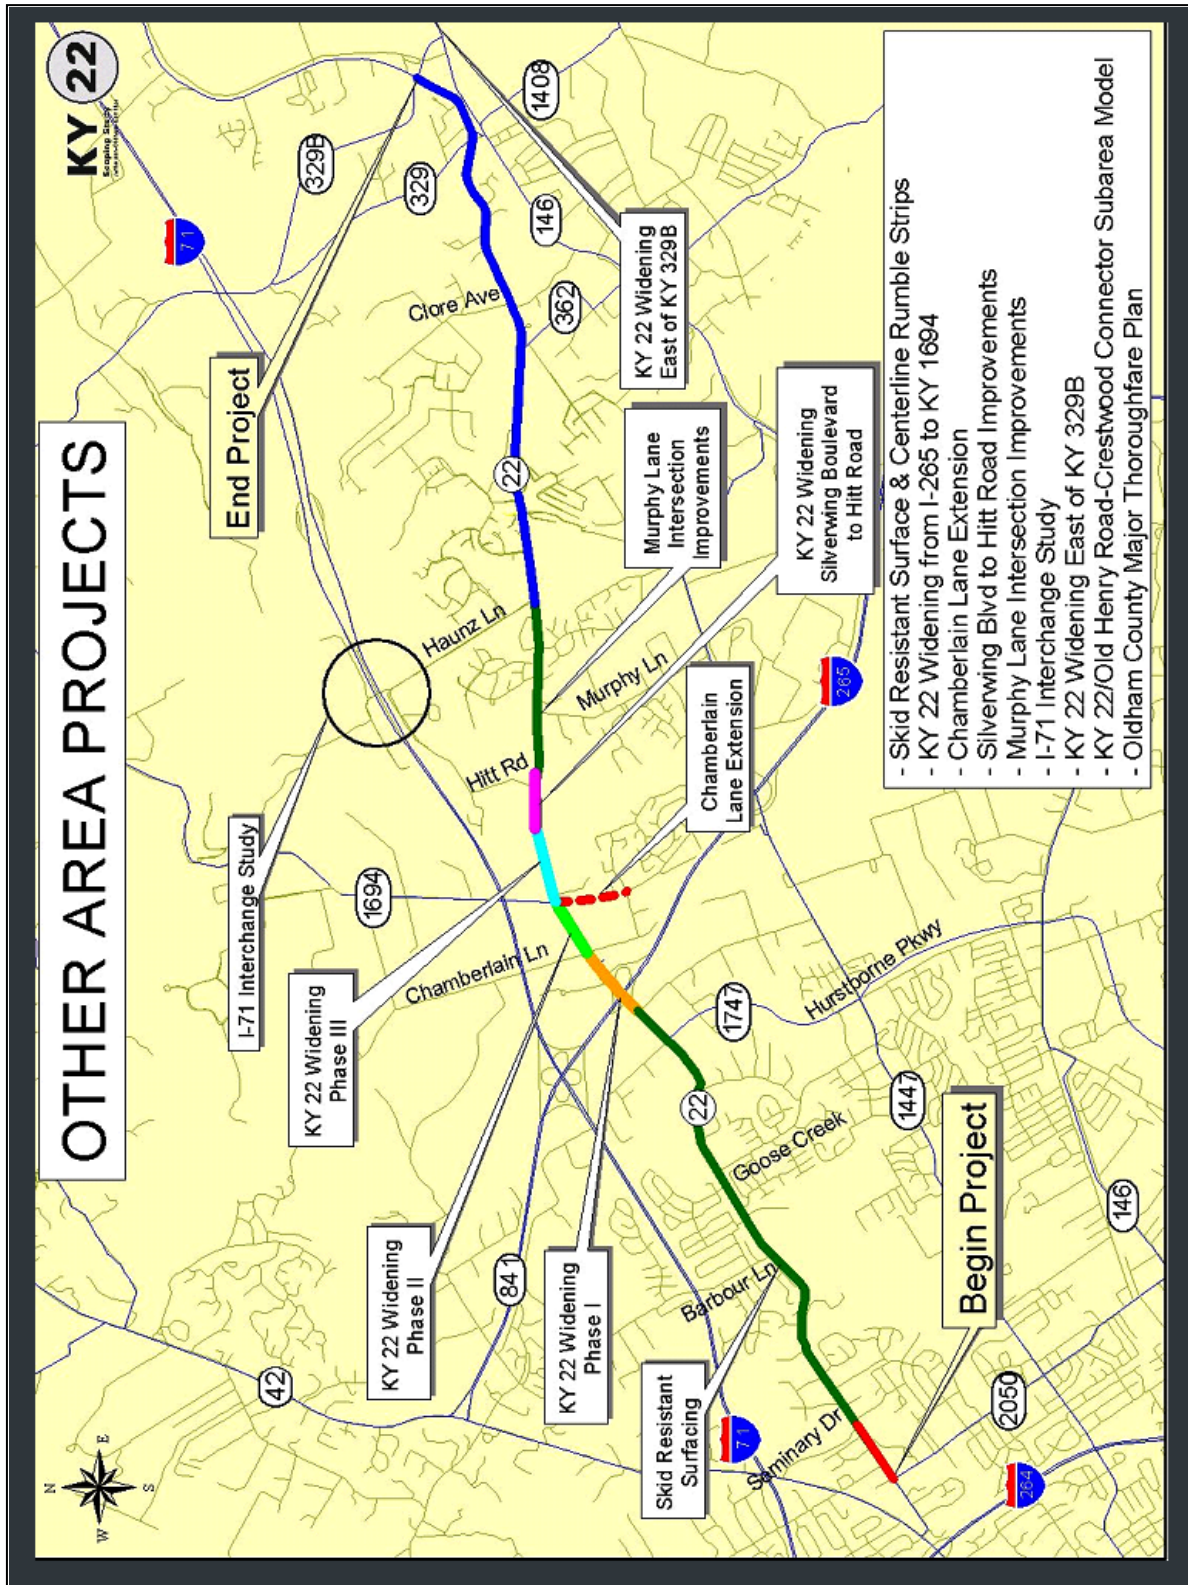 OTHER AREA PROJECTS
KY 22
Scoping Study
N
W
E
S
71
329B
329
1408
146
End Project
Clore Ave
362
KY 22 Widening
East of KY 329B
22
Murphy Lane
Intersection
Improvements
KY 22 Widening
Silverwing Boulevard
to Hitt Road
Haunz Ln
Murphy Ln
265
Hitt Rd
Chamberlain
Lane Extension
I-71 Interchange Study
1694
KY 22 Widening
Phase III
Chamberlain Ln
Hurstborne Pkwy
1747
22
1447
Goose Creek
KY 22 Widening
Phase II
841
KY 22 Widening
Phase I
Barbour Ln
Begin Project
146
42
Skid Resistant
Surfacing
71
Seminary Dr
2050
264
- Skid Resistant Surface & Centerline Rumble Strips
- KY 22 Widening from I-265 to KY 1694
- Chamberlain Lane Extension
- Silverwing Blvd to Hitt Road Improvements
- Murphy Lane Intersection Improvements
- I-71 Interchange Study
- KY 22 Widening East of KY 329B
- KY 22/Old Henry Road-Crestwood Connector Subarea Model
- Oldham County Major Thoroughfare Plan